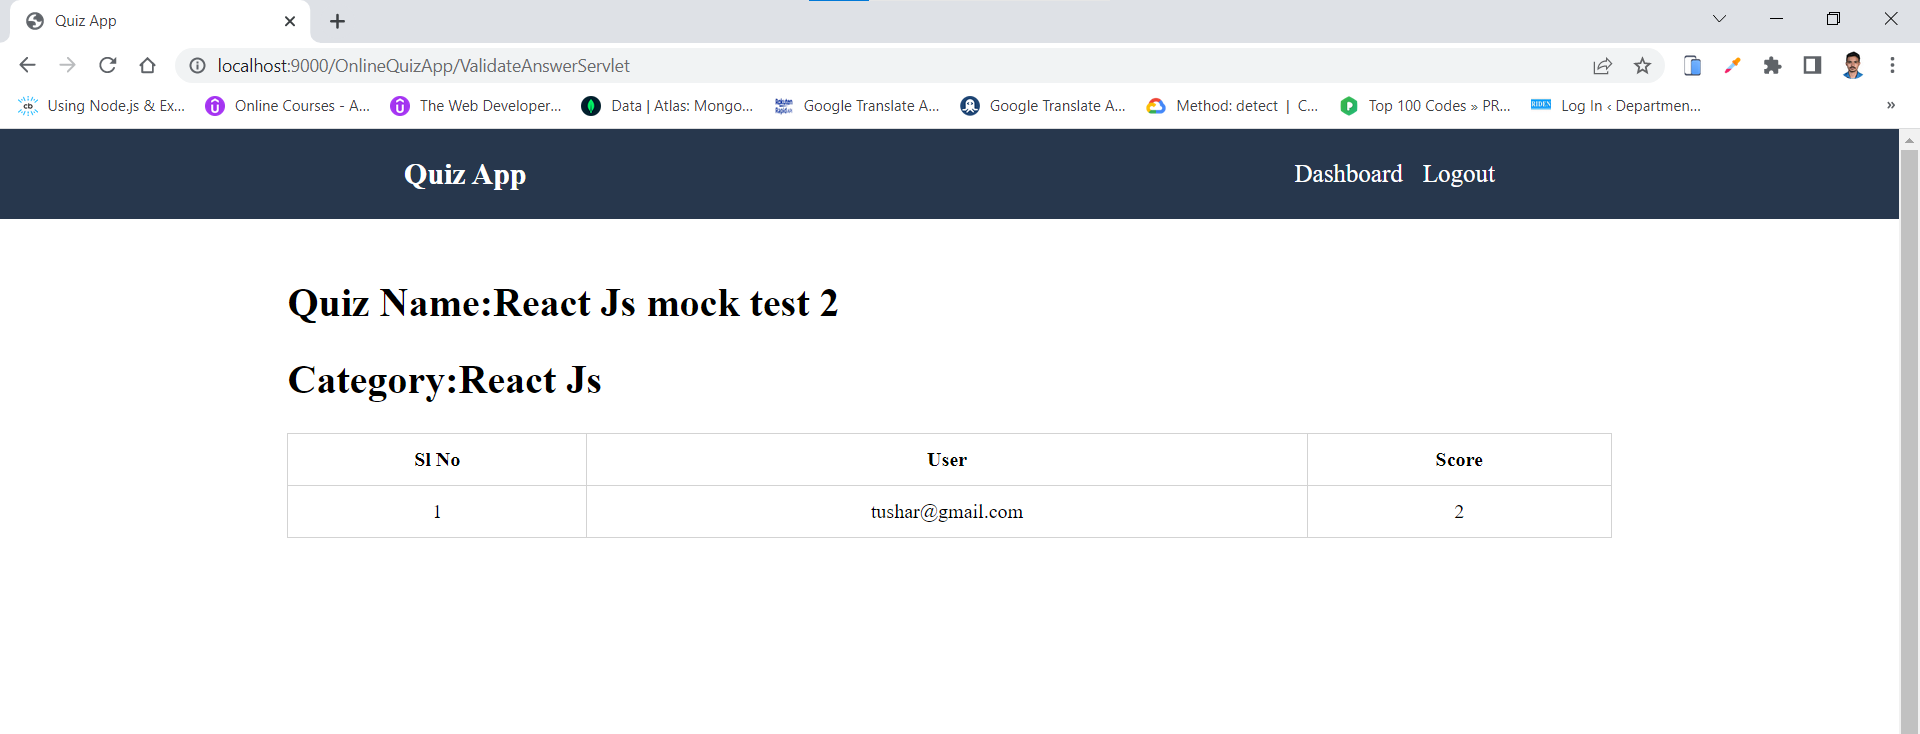 Quiz App
localhost:9000/OnlineQuizApp/ValidateAnswerServlet
cb Using Node.js & Ex... Online Courses - A... The Web Developer... Data | Atlas: Mongo... Google Translate A... Google Translate A... Method: detect | C... Top 100 Codes » PR... Log In ‹ Departmen... »
Quiz App Dashboard Logout
Quiz Name:React Js mock test 2
Category:React Js
Sl No User Score
1 tushar@gmail.com 2